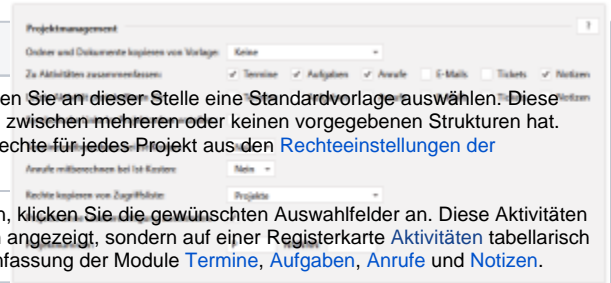 Projektmanagement
?
Ordner und Dokumente kopieren von Vorlage: Keine
Zu Aktivitäten zusammenfassen: Termine Aufgaben Anrufe E-Mails Tickets Notizen
en Sie an dieser Stelle eine Standardvorlage auswählen. Diese
zwischen mehreren oder keinen vorgegebenen Strukturen hat.
echte für jedes Projekt aus den Rechteeinstellungen der
Anrufe mitberechnen bei Ist-Kosten: Nein
Rechte kopieren von Zugriffsliste: Projekte
n, klicken Sie die gewünschten Auswahlfelder an. Diese Aktivitäten
n angezeigt, sondern auf einer Registerkarte Aktivitäten tabellarisch
nfassung der Module Termine, Aufgaben, Anrufe und Notizen.